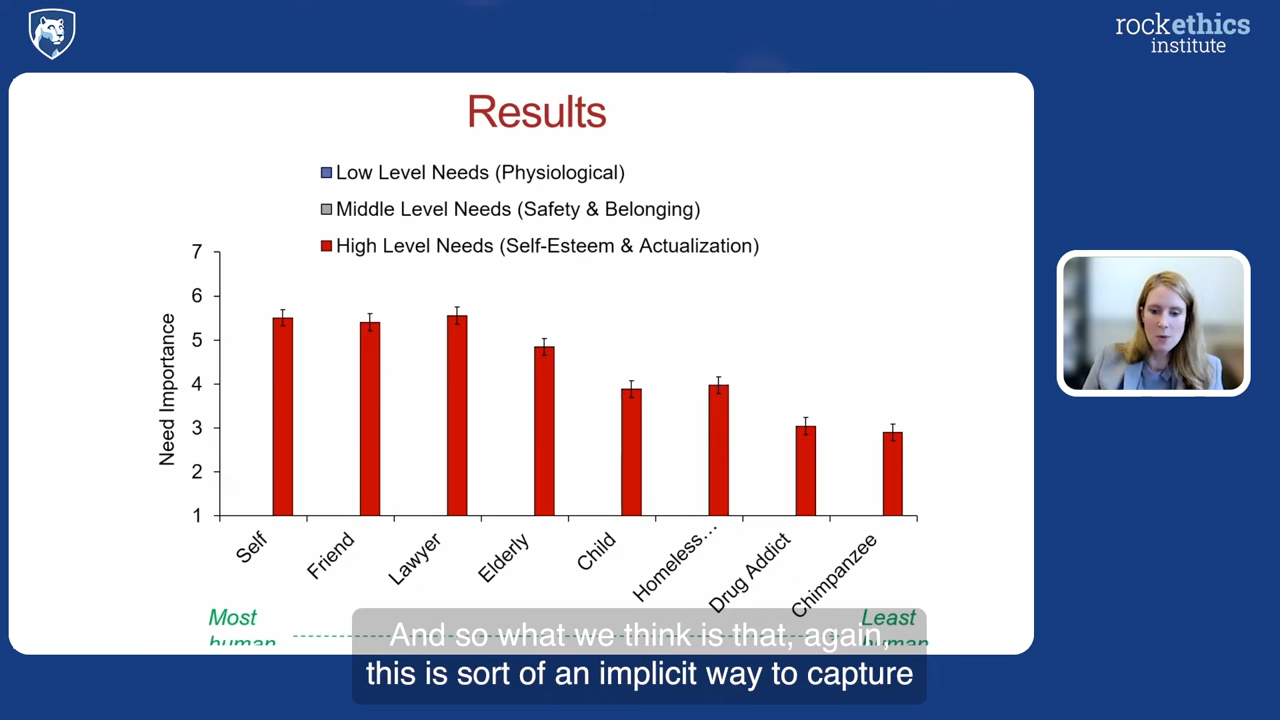 rockethics
institute
Results
Low Level Needs (Physiological)
Middle Level Needs (Safety & Belonging)
High Level Needs (Self-Esteem & Actualization)
7
6
5
4
3
2
1
Need Importance
Self
Friend
Lawyer
Elderly
Child
Homeless...
Drug Addict
Chimpanzee
Most
human
Least
human
And so what we think is that, again,
this is sort of an implicit way to capture